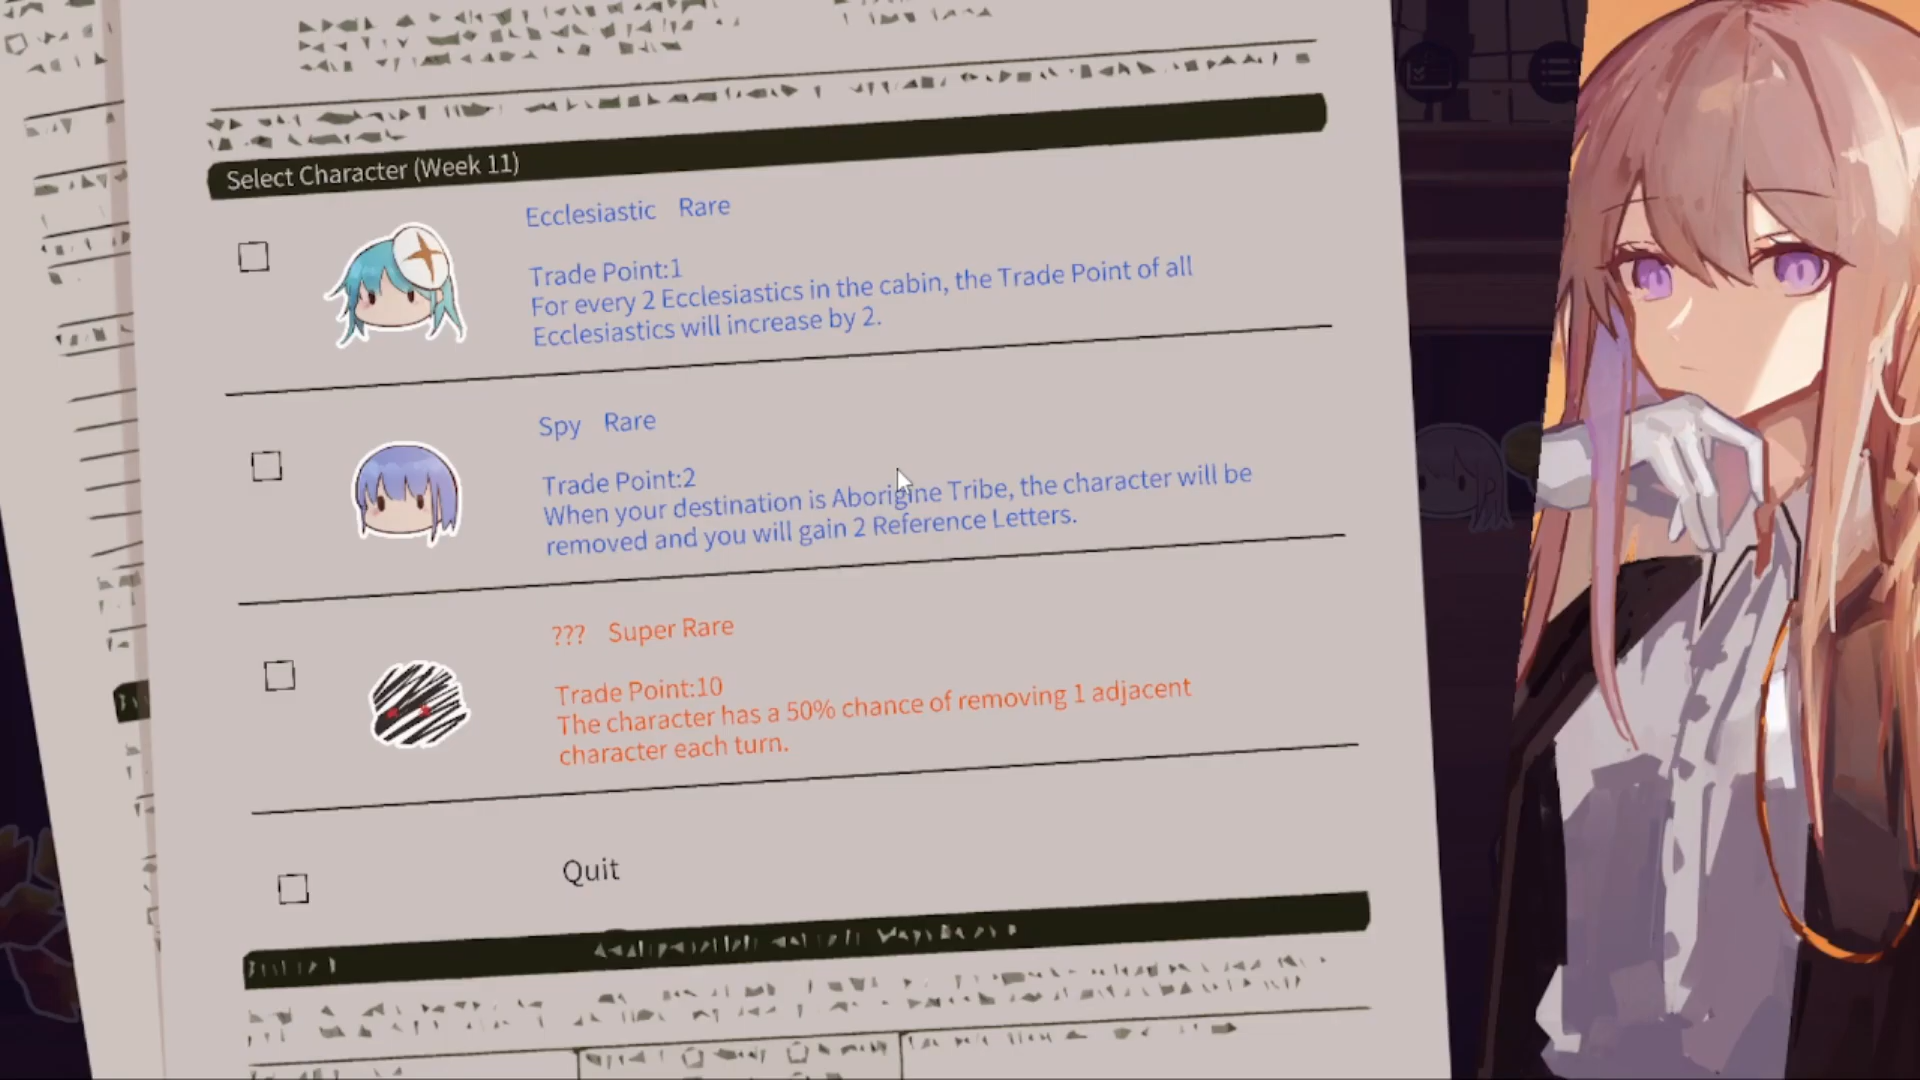 Select Character (Week 11)
Ecclesiastic Rare
Trade Point:1
For every 2 Ecclesiastics in the cabin, the Trade Point of all
Ecclesiastics will increase by 2.
Spy Rare
Trade Point:2
When your destination is Aborigine Tribe, the character will be
removed and you will gain 2 Reference Letters.
??? Super Rare
Trade Point:10
The character has a 50% chance of removing 1 adjacent
character each turn.
Quit